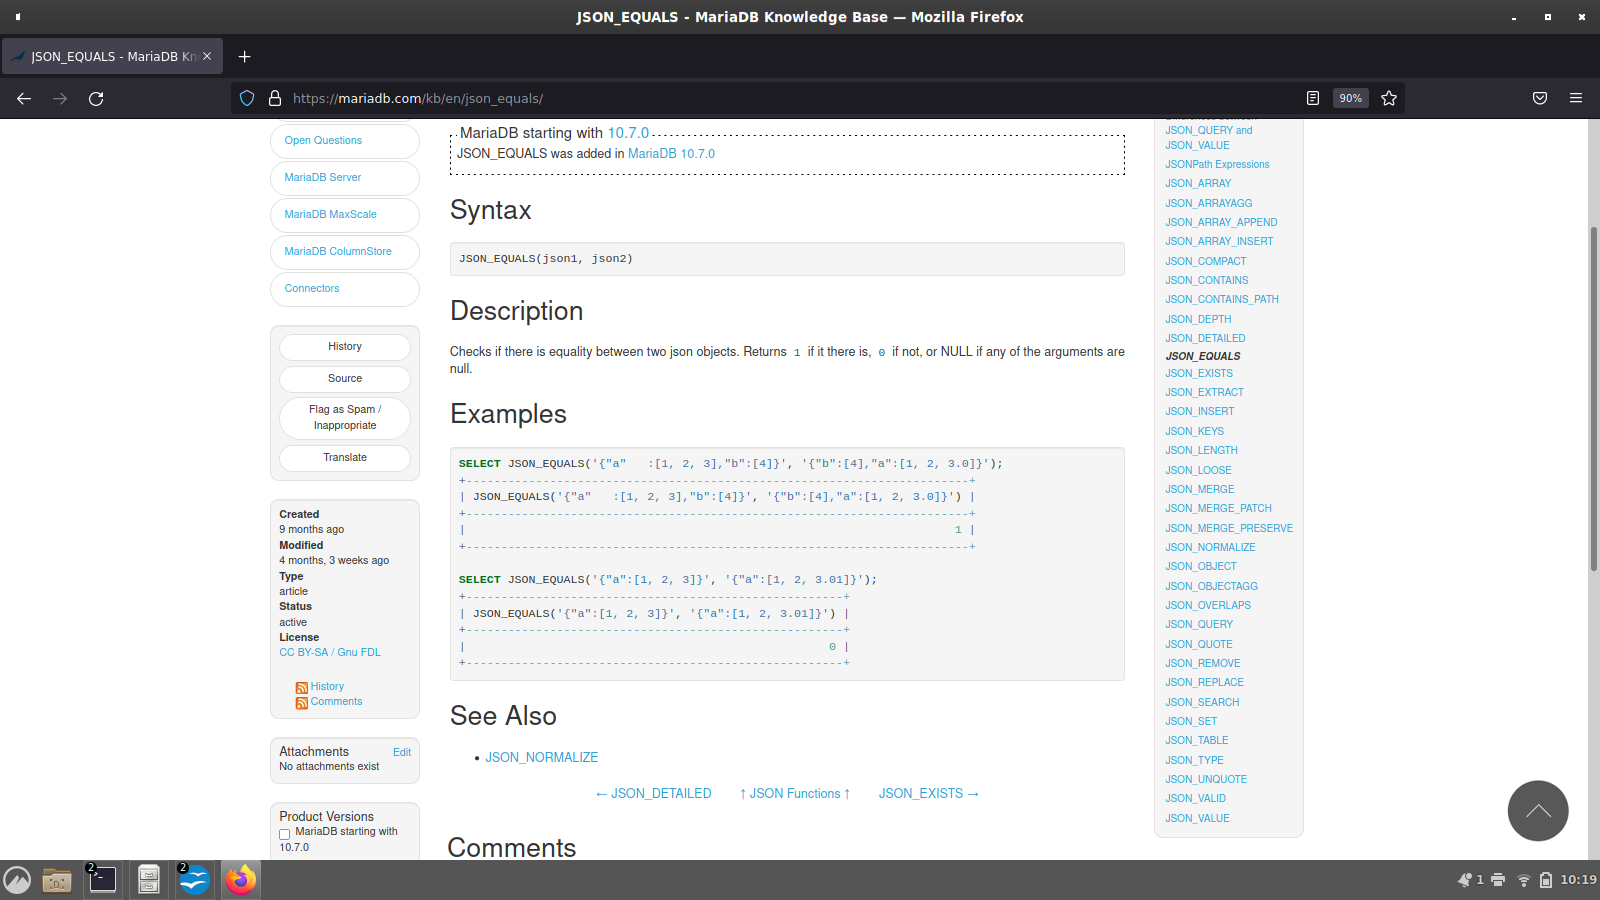 JSON_EQUALS - MariaDB Knowledge Base — Mozilla Firefox
JSON_EQUALS - MariaDB Kn
https://mariadb.com/kb/en/json_equals/
90%
Open Questions
MariaDB Server
MariaDB MaxScale
MariaDB ColumnStore
Connectors
History
Source
Flag as Spam /
Inappropriate
Translate
Created
9 months ago
Modified
4 months, 3 weeks ago
Type
article
Status
active
License
CC BY-SA / Gnu FDL
History
Comments
Attachments Edit
No attachments exist
Product Versions
MariaDB starting with
10.7.0
MariaDB starting with 10.7.0
JSON_EQUALS was added in MariaDB 10.7.0
Syntax
JSON_EQUALS(json1, json2)
Description
Checks if there is equality between two json objects. Returns 1 if it there is, 0 if not, or NULL if any of the arguments are
null.
Examples
SELECT JSON_EQUALS('{"a"   :[1, 2, 3],"b":[4]}', '{"b":[4],"a":[1, 2, 3.0]}');
+------------------------------------------------------------------------+
| JSON_EQUALS('{"a"   :[1, 2, 3],"b":[4]}', '{"b":[4],"a":[1, 2, 3.0]}') |
+------------------------------------------------------------------------+
|                                                                      1 |
+------------------------------------------------------------------------+
SELECT JSON_EQUALS('{"a":[1, 2, 3]}', '{"a":[1, 2, 3.01]}');
+------------------------------------------------------+
| JSON_EQUALS('{"a":[1, 2, 3]}', '{"a":[1, 2, 3.01]}') |
+------------------------------------------------------+
|                                                    0 |
+------------------------------------------------------+
See Also
• JSON_NORMALIZE
← JSON_DETAILED ↑ JSON Functions ↑ JSON_EXISTS →
Comments
Differences between
JSON_QUERY and
JSON_VALUE
JSONPath Expressions
JSON_ARRAY
JSON_ARRAYAGG
JSON_ARRAY_APPEND
JSON_ARRAY_INSERT
JSON_COMPACT
JSON_CONTAINS
JSON_CONTAINS_PATH
JSON_DEPTH
JSON_DETAILED
JSON_EQUALS
JSON_EXISTS
JSON_EXTRACT
JSON_INSERT
JSON_KEYS
JSON_LENGTH
JSON_LOOSE
JSON_MERGE
JSON_MERGE_PATCH
JSON_MERGE_PRESERVE
JSON_NORMALIZE
JSON_OBJECT
JSON_OBJECTAGG
JSON_OVERLAPS
JSON_QUERY
JSON_QUOTE
JSON_REMOVE
JSON_REPLACE
JSON_SEARCH
JSON_SET
JSON_TABLE
JSON_TYPE
JSON_UNQUOTE
JSON_VALID
JSON_VALUE
2
2
1
10:19